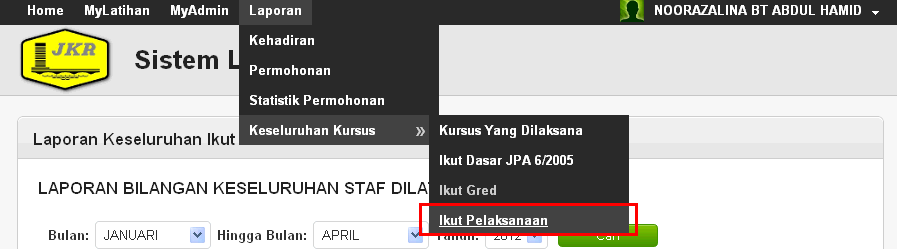 Home MyLatihan MyAdmin Laporan NOORAZALINA BT ABDUL HAMID
JKR
Sistem L
Kehadiran
Permohonan
Statistik Permohonan
Keseluruhan Kursus »
Kursus Yang Dilaksana
Ikut Dasar JPA 6/2005
Ikut Gred
Ikut Pelaksanaan
Laporan Keseluruhan Ikut
LAPORAN BILANGAN KESELURUHAN STAF DILA
Bulan: JANUARI Hingga Bulan: APRIL Tahun: 2012 Cari